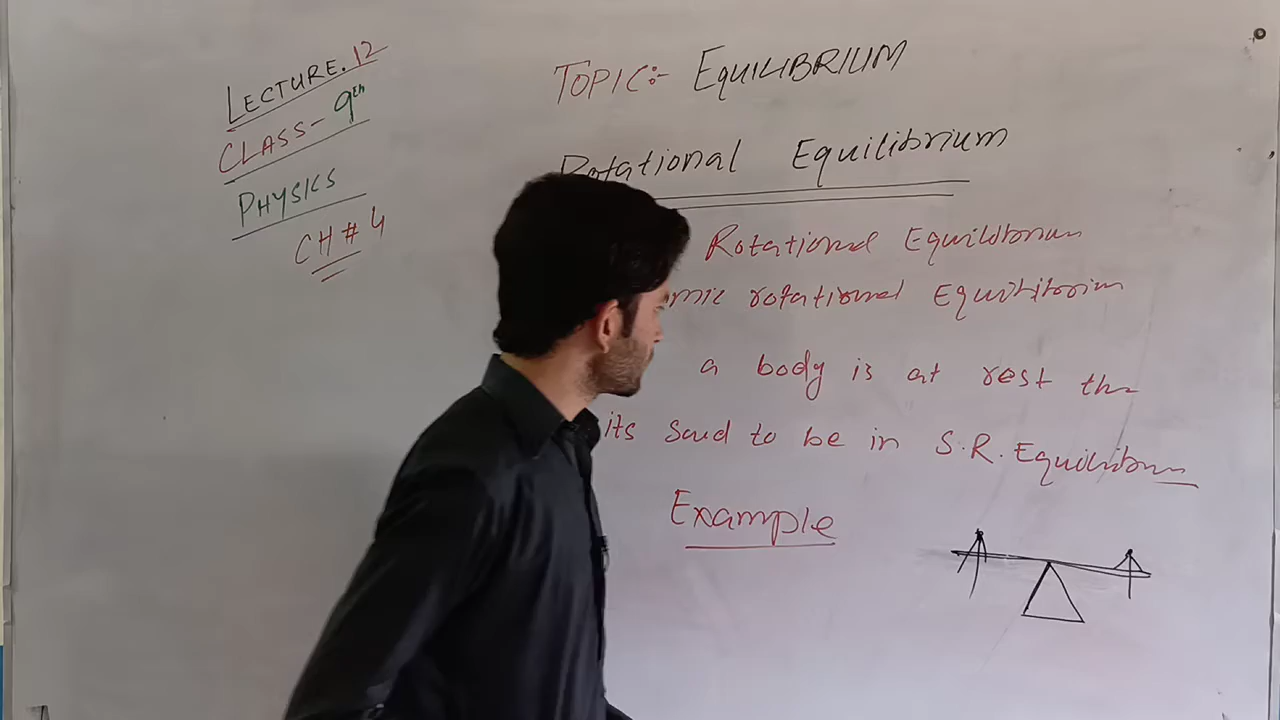 LECTURE. 12
CLASS - 9th
PHYSICS
CH # 4
TOPIC:- EQUILIBRIUM
Rotational Equilibrium
Rotational Equilibrium
mic rotational Equilibrium
a body is at rest the
its said to be in S.R. Equilibrium
Example